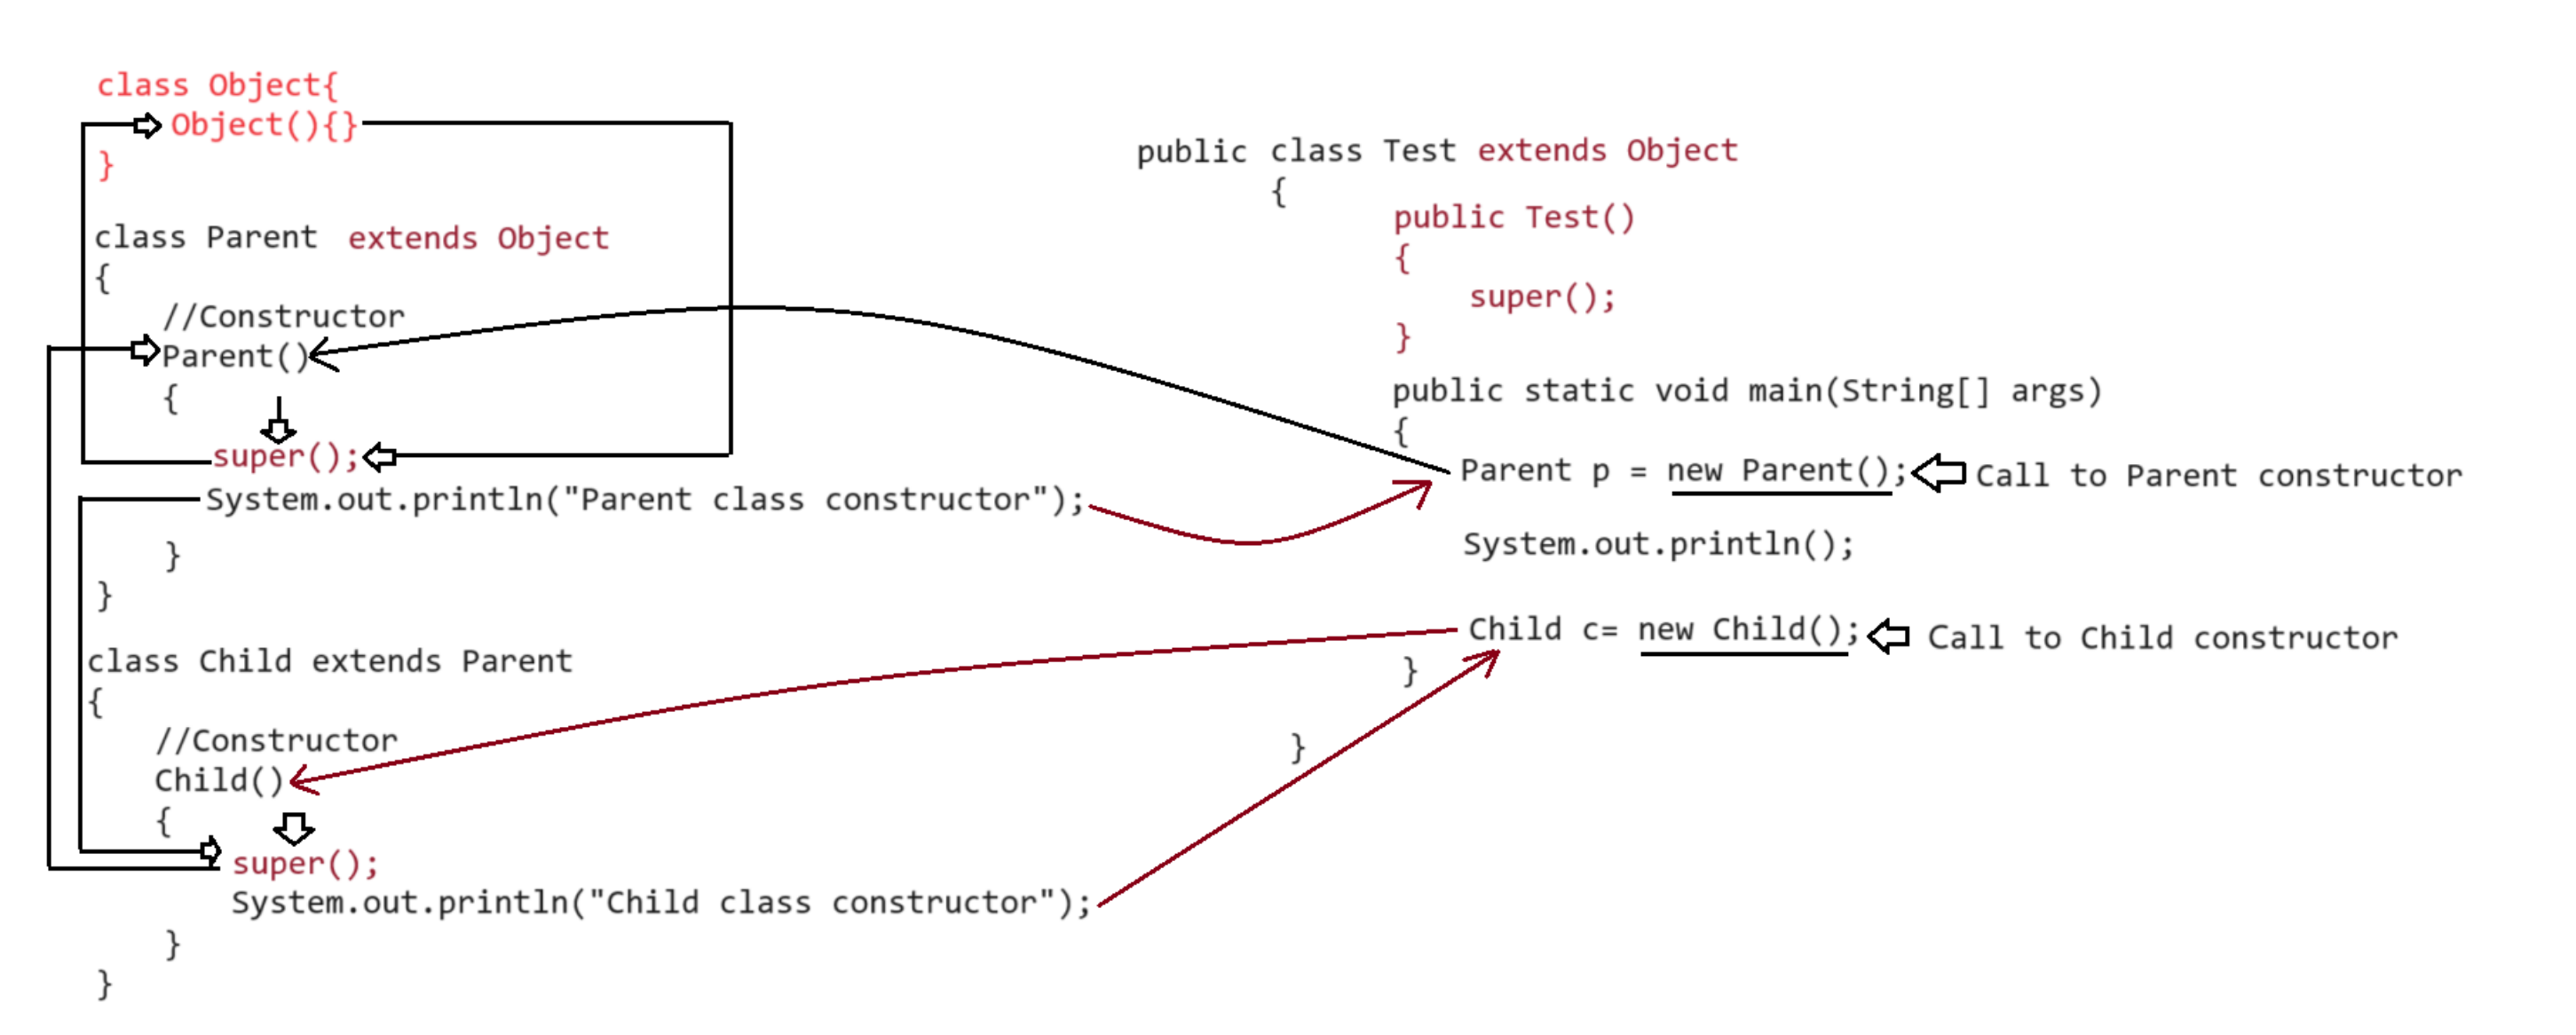 class Object{
Object(){}
}
class Parent extends Object
{
//Constructor
Parent()
{
super();
System.out.println("Parent class constructor");
}
}
class Child extends Parent
{
//Constructor
Child()
{
super();
System.out.println("Child class constructor");
}
}
public class Test extends Object
{
public Test()
{
super();
}
public static void main(String[] args)
{
Parent p = new Parent(); Call to Parent constructor
System.out.println();
Child c= new Child(); Call to Child constructor
}
}